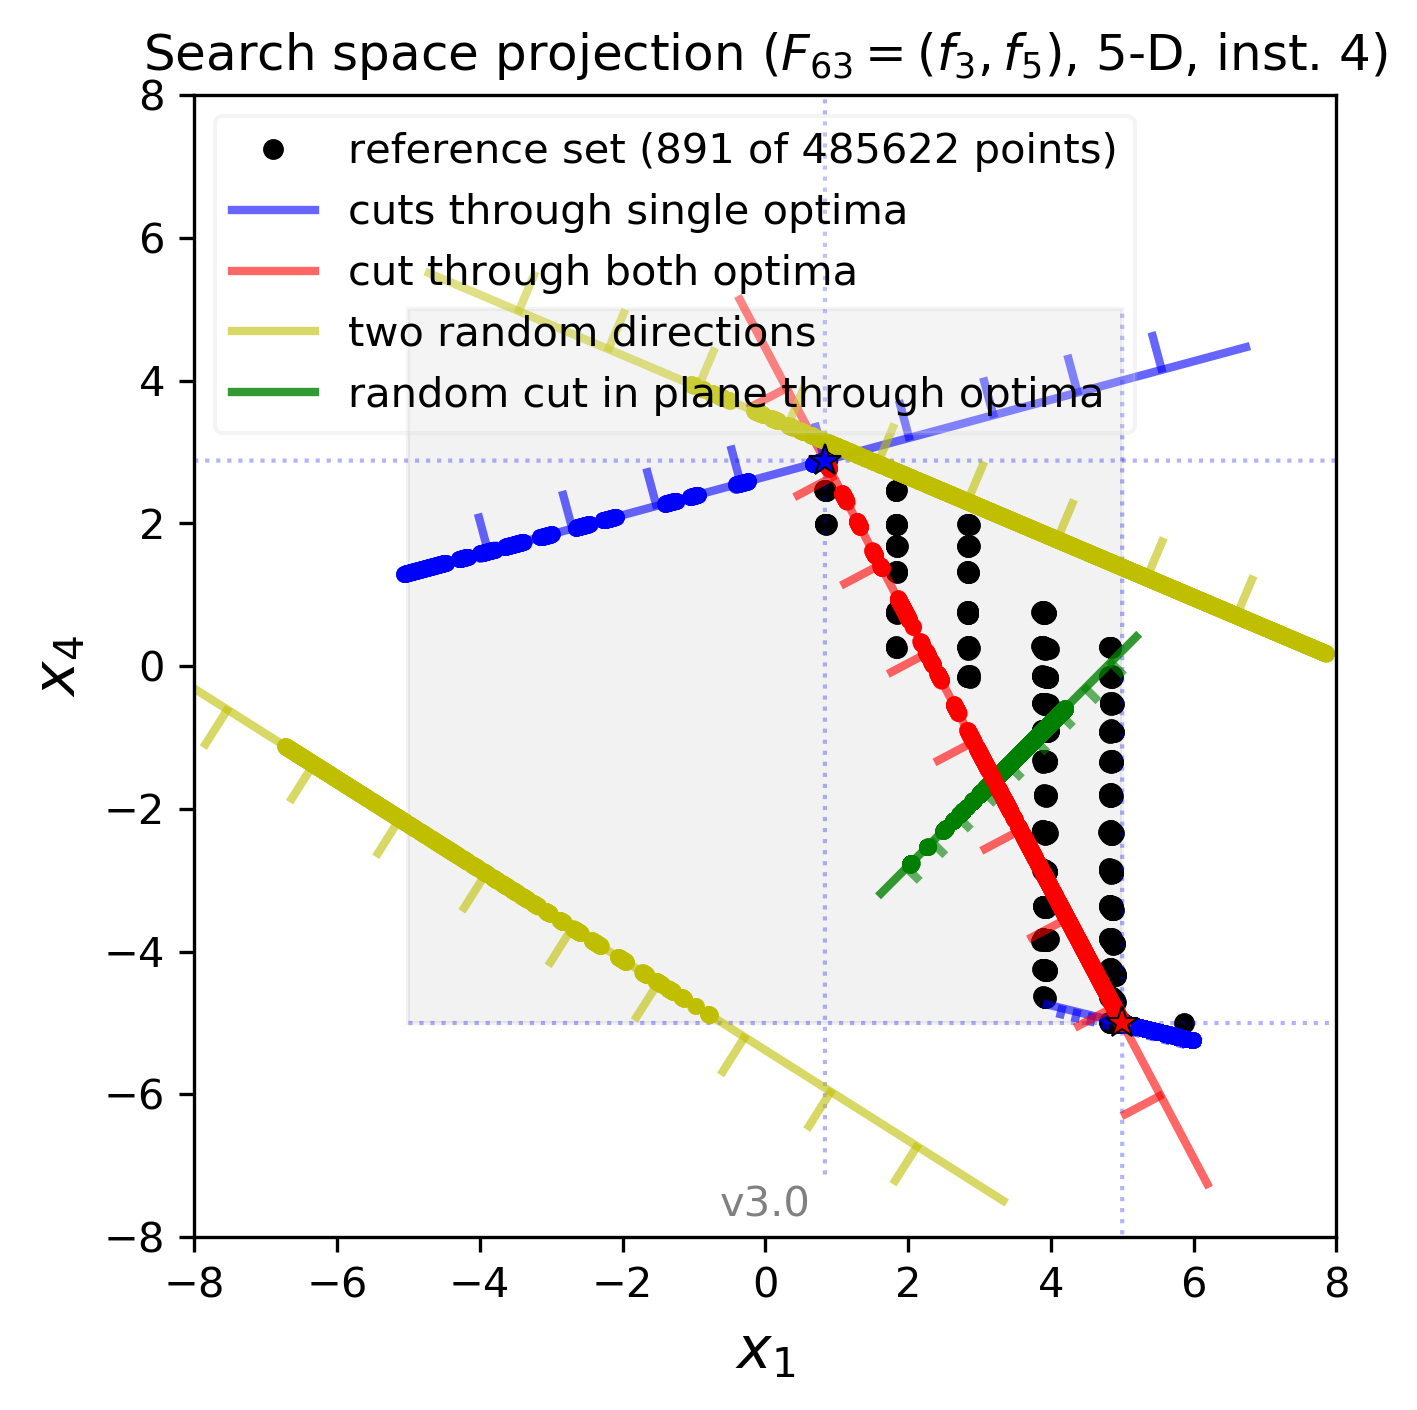 Search space projection (F63 = (f3, f5), 5-D, inst. 4)
8
reference set (891 of 485622 points)
cuts through single optima
6
cut through both optima
two random directions
4
random cut in plane through optima
2
x4
0
−2
−4
−6
v3.0
−8
−8 −6 −4 −2 0 2 4 6 8
x1